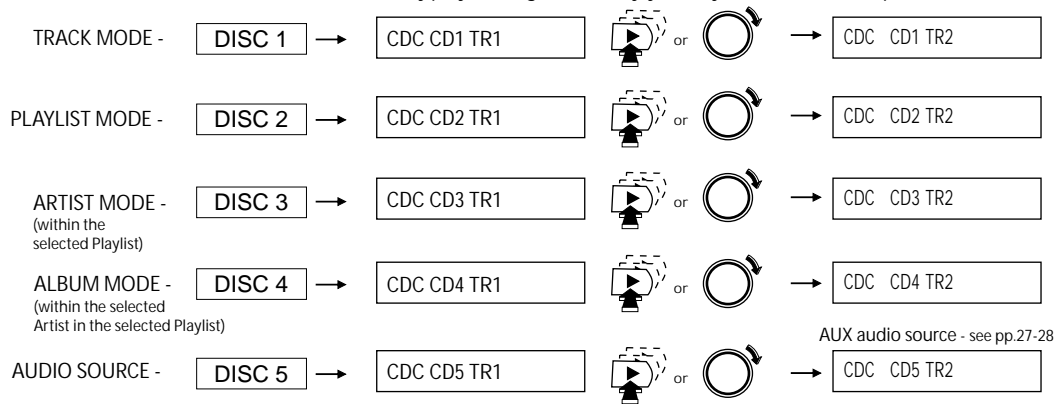 TRACK MODE - DISC 1 CDC CD1 TR1 or CDC CD1 TR2
PLAYLIST MODE - DISC 2 CDC CD2 TR1 or CDC CD2 TR2
ARTIST MODE - DISC 3 CDC CD3 TR1 or CDC CD3 TR2
(within the
selected Playlist)
ALBUM MODE - DISC 4 CDC CD4 TR1 or CDC CD4 TR2
(within the selected
Artist in the selected Playlist)
AUX audio source - see pp.27-28
AUDIO SOURCE - DISC 5 CDC CD5 TR1 or CDC CD5 TR2